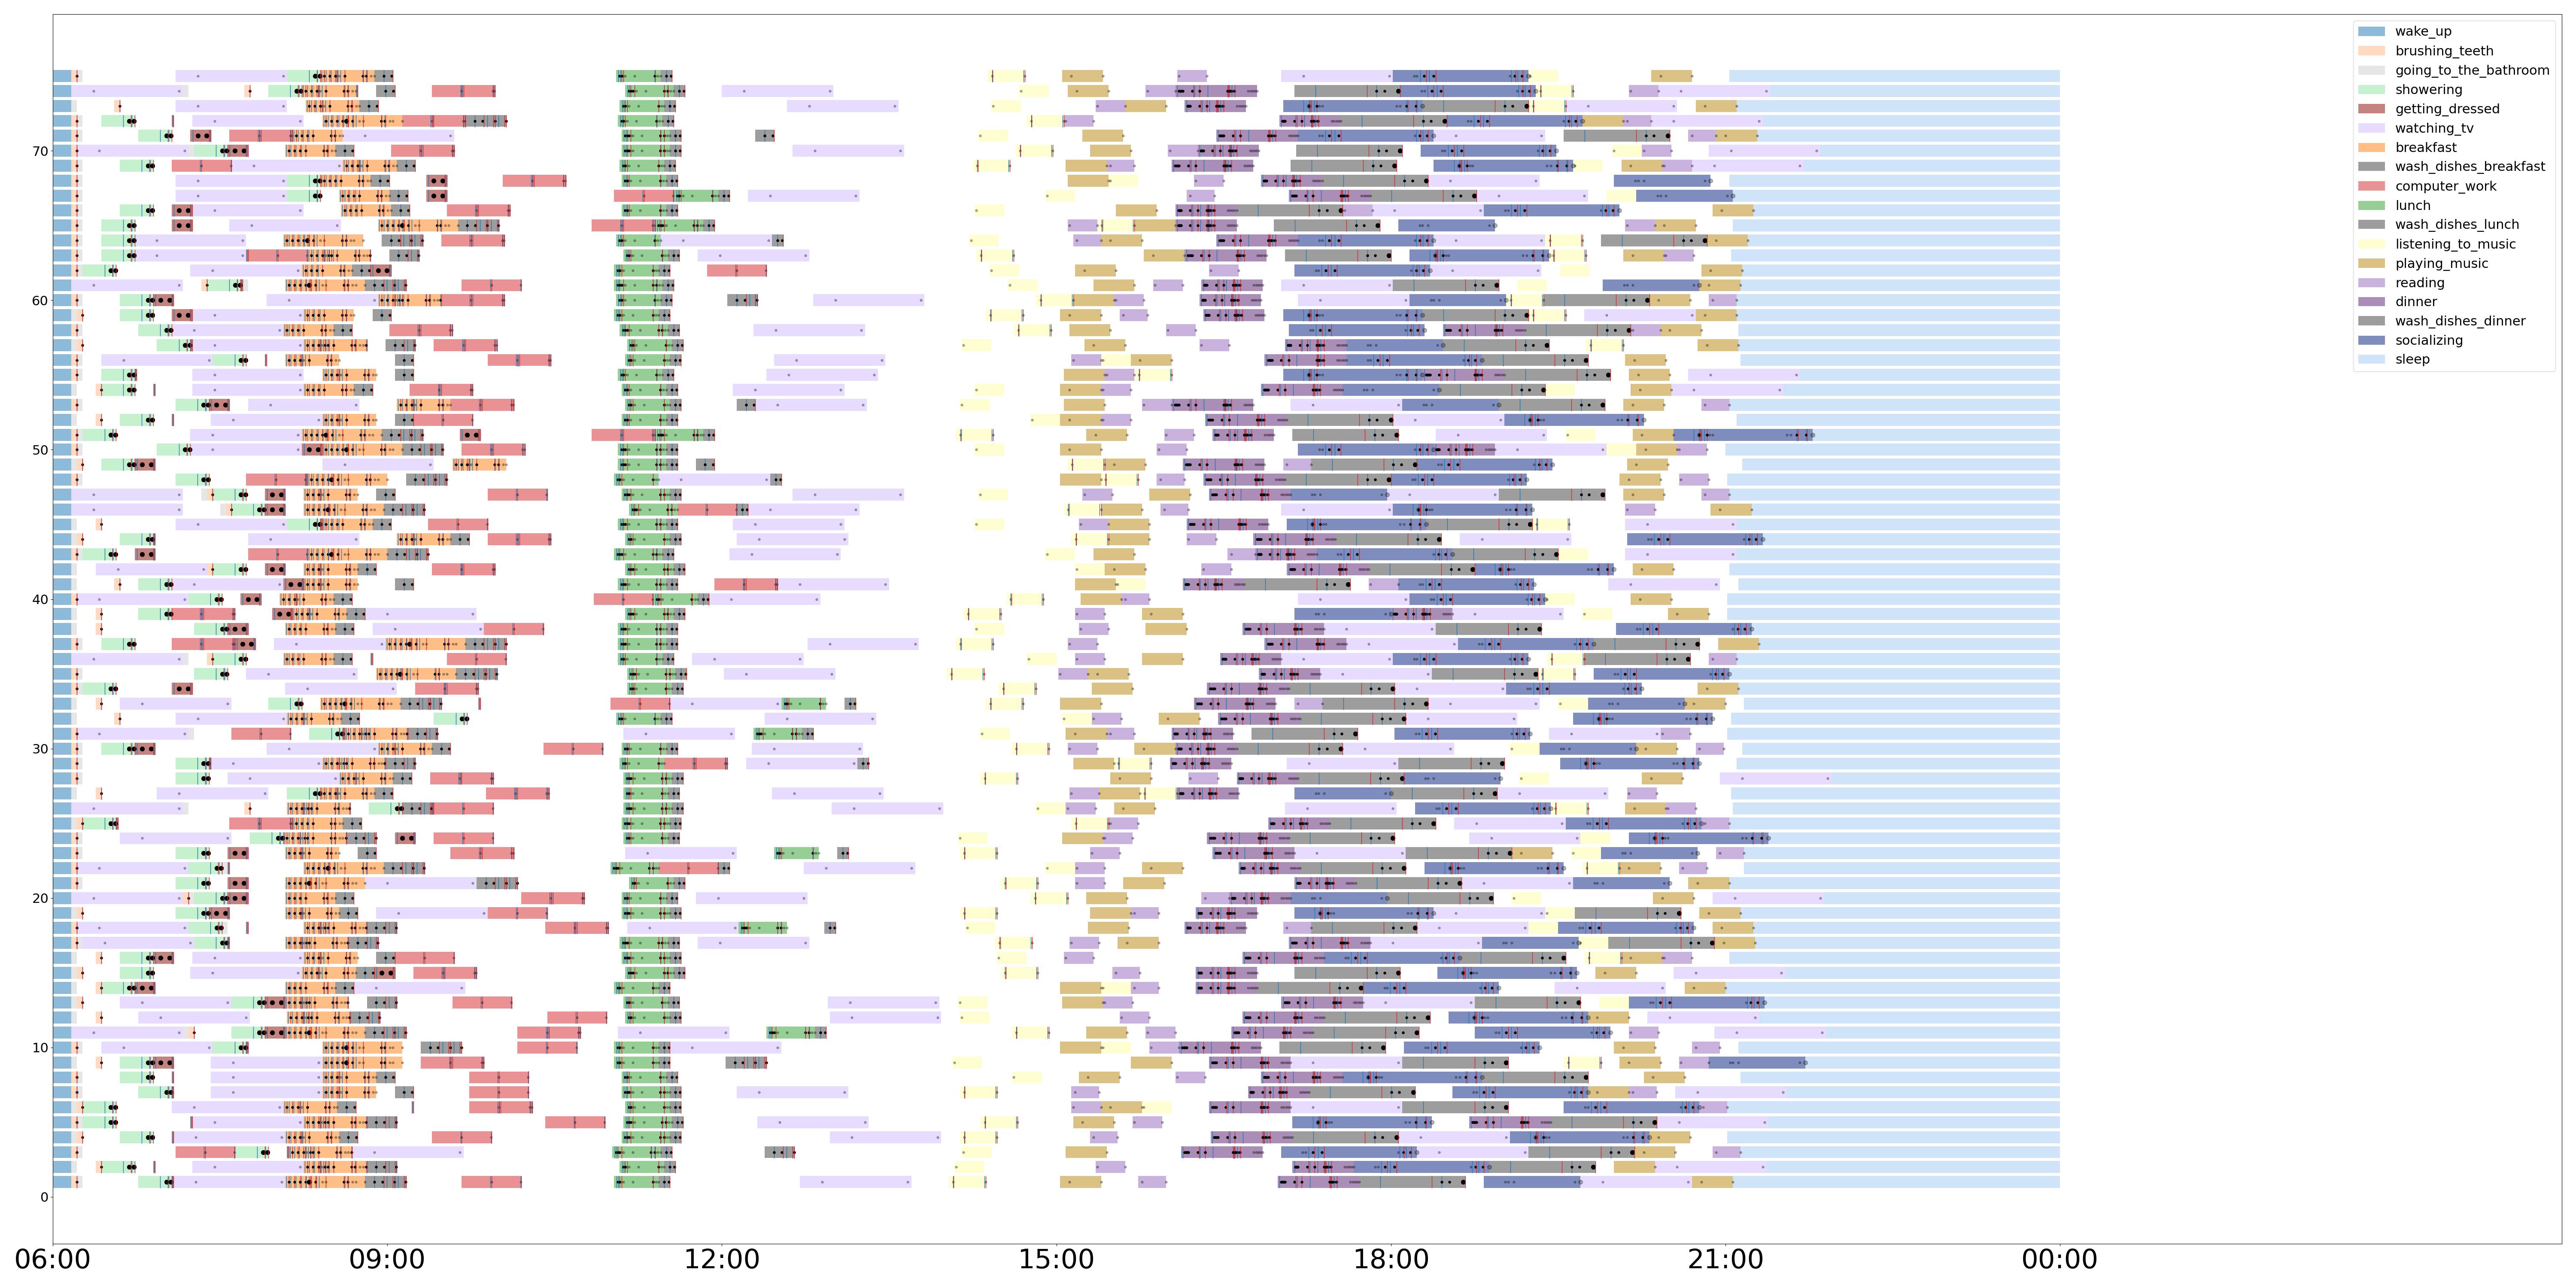 wake_up
brushing_teeth
going_to_the_bathroom
showering
getting_dressed
watching_tv
breakfast
wash_dishes_breakfast
computer_work
lunch
wash_dishes_lunch
listening_to_music
playing_music
reading
dinner
wash_dishes_dinner
socializing
sleep
70
60
50
40
30
20
10
0
06:00 09:00 12:00 15:00 18:00 21:00 00:00